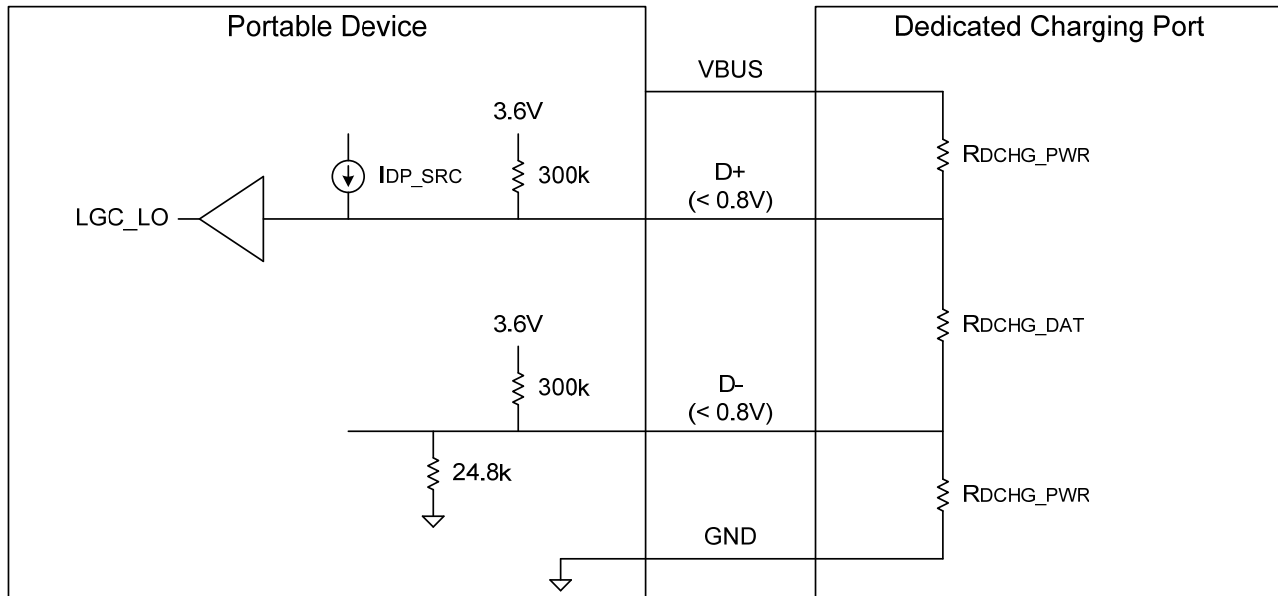 Portable Device
Dedicated Charging Port
VBUS
3.6V
IDP_SRC
300k
D+
(< 0.8V)
RDCHG_PWR
LGC_LO
RDCHG_DAT
3.6V
300k
D-
(< 0.8V)
24.8k
RDCHG_PWR
GND